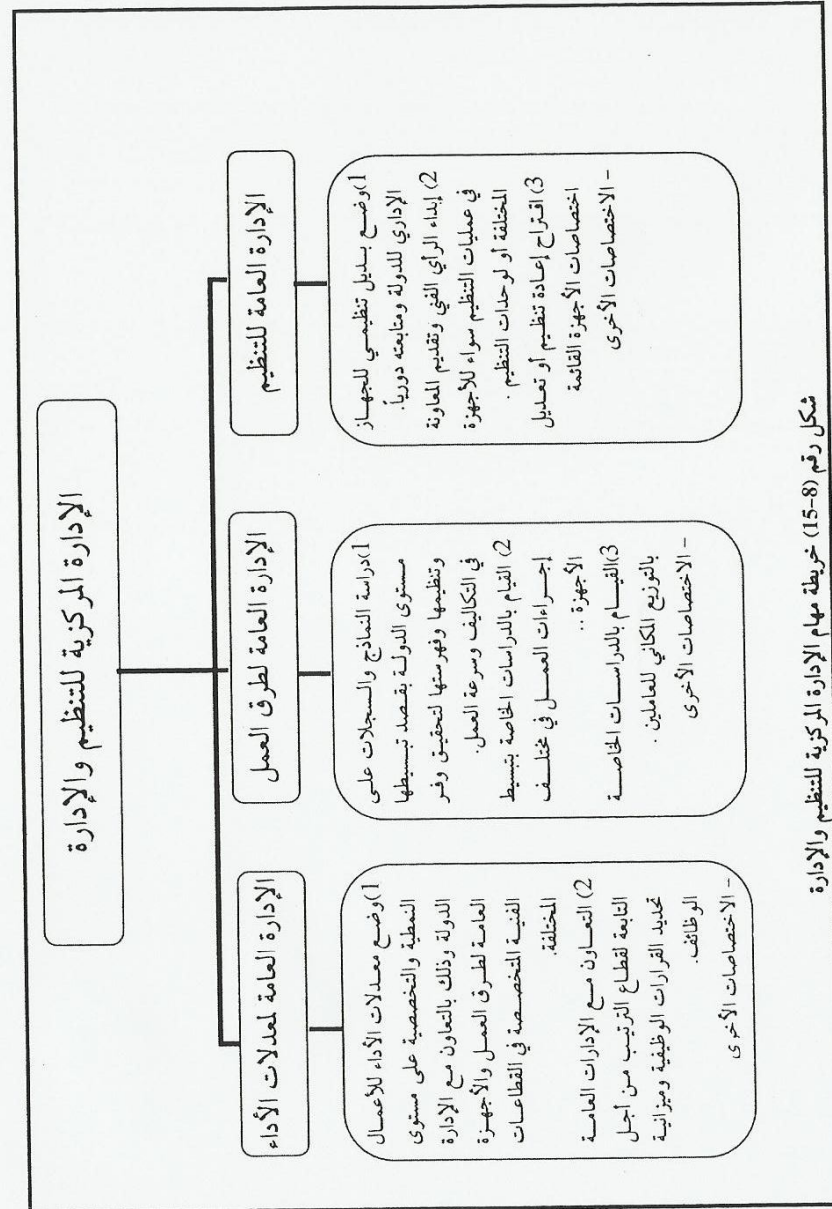 الإدارة المركزية للتنظيم والإدارة
الإدارة العامة للتنظيم
1)وضع بديل تنظيمي للجهاز
الإداري للدولة ومتابعته دورياً.
2) إبداء الرأي الفني وتقديم المعاونة
في عمليات التنظيم سواء للأجهزة
المختلفة أو لوحدات التنظيم .
3) اقتراح إعادة تنظيم أو تعديل
اختصاصات الأجهزة القائمة
- الاختصاصات الأخرى
الإدارة العامة لطرق العمل
1)دراسة النماذج والسجلات على
مستوى الدولة بقصد تبسيطها
وتنظيمها وفهرستها لتحقيق وفر
في التكاليف وسرعة العمل.
2) القيام بالدراسات الخاصة بتبسيط
إجراءات العمل في مختلف
الأجهزة ..
3)القيام بالدراسات الخاصة
بالتوزيع المكاني للعاملين .
- الاختصاصات الأخرى
الإدارة العامة لمعدلات الأداء
1)وضع معدلات الأداء للأعمال
النمطية والتخصصية على مستوى
الدولة وذلك بالتعاون مع الإدارة
العامة لطرق العمل والأجهزة
الفنية المتخصصة في القطاعات
المختلفة.
2) التعاون مع الإدارات العامة
التابعة لقطاع الترتيب من أجل
تحديد القرارات الوظيفية وميزانية
الوظائف.
- الاختصاصات الأخرى
شكل رقم (8-15) خريطة مهام الإدارة المركزية للتنظيم والإدارة